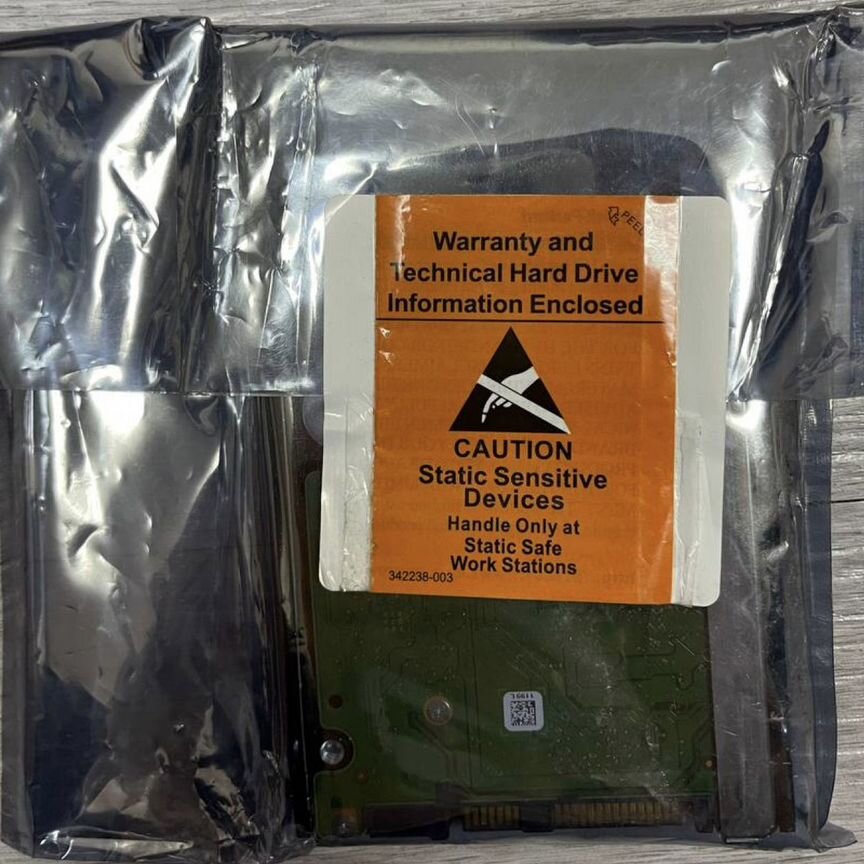 PEEL
Warranty and
Technical Hard Drive
Information Enclosed
CAUTION
Static Sensitive
Devices
Handle Only at
Static Safe
Work Stations
342238-003